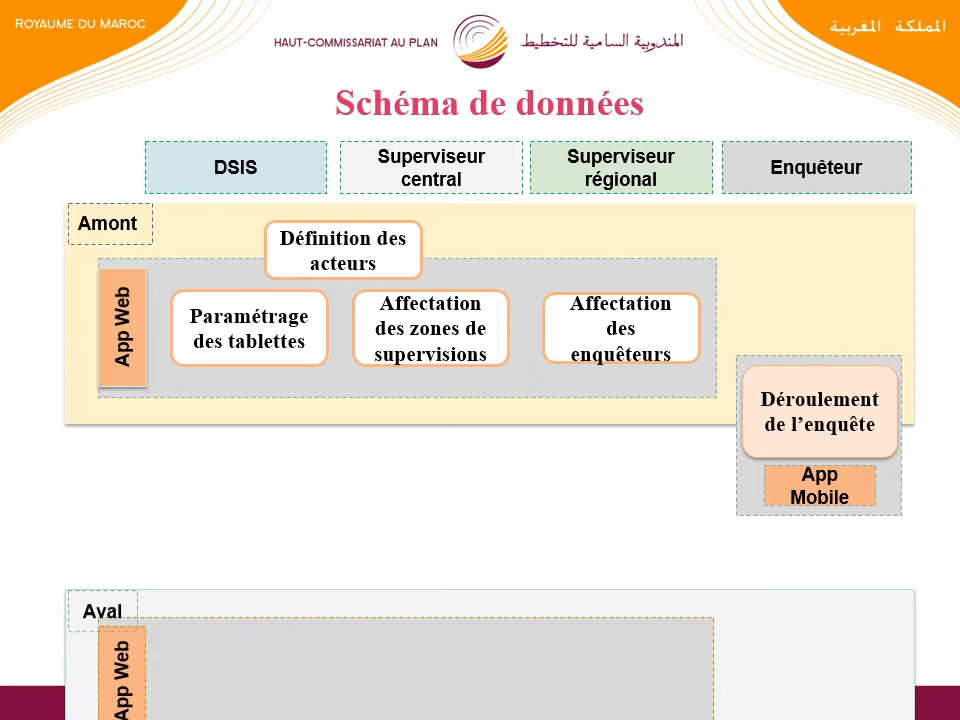 ROYAUME DU MAROC
HAUT-COMMISSARIAT AU PLAN
المندوبية السامية للتخطيط
المملكة المغربية
Schéma de données
DSIS
Superviseur
central
Superviseur
régional
Enquêteur
Amont
Définition des
acteurs
App Web
Paramétrage
des tablettes
Affectation
des zones de
supervisions
Affectation
des
enquêteurs
Déroulement
de l’enquête
App
Mobile
Aval
App Web